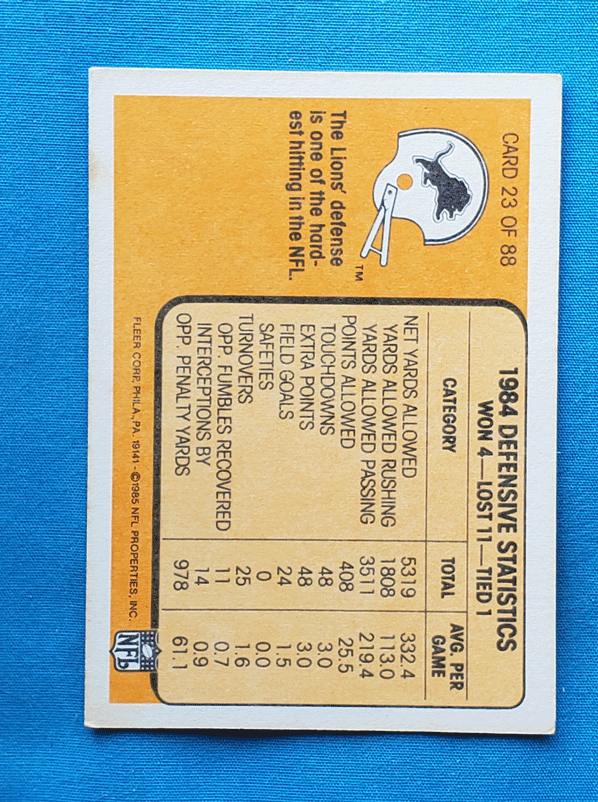 CARD 23 OF 88
TM
The Lions' defense
is one of the hard-
est hitting in the NFL.
1984 DEFENSIVE STATISTICS
WON 4—LOST 11—TIED 1
CATEGORY TOTAL AVG. PER GAME
NET YARDS ALLOWED 5319 332.4
YARDS ALLOWED RUSHING 1808 113.0
YARDS ALLOWED PASSING 3511 219.4
POINTS ALLOWED 408 25.5
TOUCHDOWNS 48 3.0
EXTRA POINTS 48 3.0
FIELD GOALS 24 1.5
SAFETIES 0 0.0
TURNOVERS 25 1.6
OPP. FUMBLES RECOVERED 11 0.7
INTERCEPTIONS BY 14 0.9
OPP. PENALTY YARDS 978 61.1
FLEER CORP. PHILA., PA. 19141 - ©1985 NFL PROPERTIES, INC.
NFL